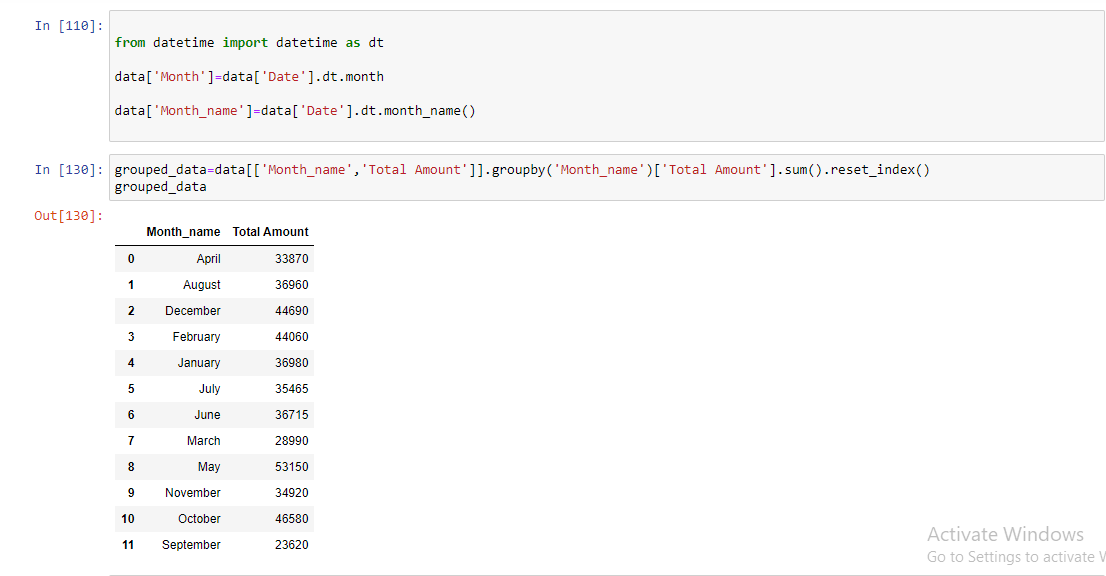 In [110]:
from datetime import datetime as dt
data['Month']=data['Date'].dt.month
data['Month_name']=data['Date'].dt.month_name()
In [130]: grouped_data=data[['Month_name','Total Amount']].groupby('Month_name')['Total Amount'].sum().reset_index()
grouped_data
Out[130]:
Month_name Total Amount
0 April 33870
1 August 36960
2 December 44690
3 February 44060
4 January 36980
5 July 35465
6 June 36715
7 March 28990
8 May 53150
9 November 34920
10 October 46580
11 September 23620
Activate Windows
Go to Settings to activate